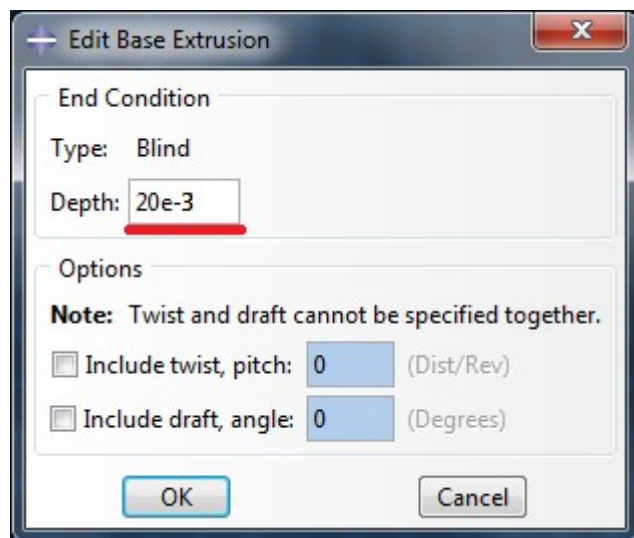 Edit Base Extrusion
End Condition
Type: Blind
Depth: 20e-3
Options
Note: Twist and draft cannot be specified together.
Include twist, pitch: 0 (Dist/Rev)
Include draft, angle: 0 (Degrees)
OK Cancel